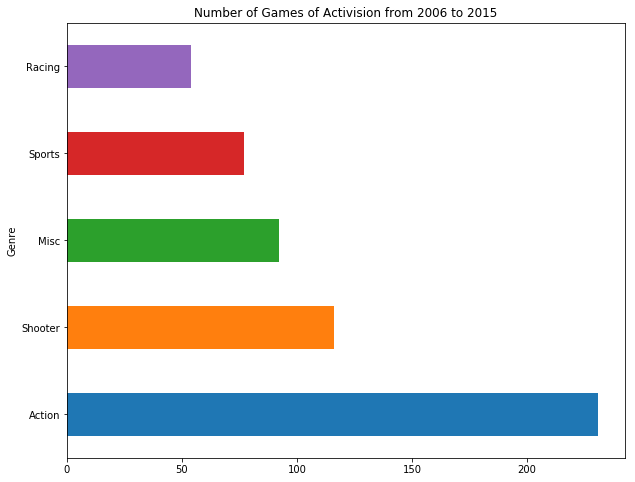 Number of Games of Activision from 2006 to 2015
Genre
Racing
Sports
Misc
Shooter
Action
0 50 100 150 200